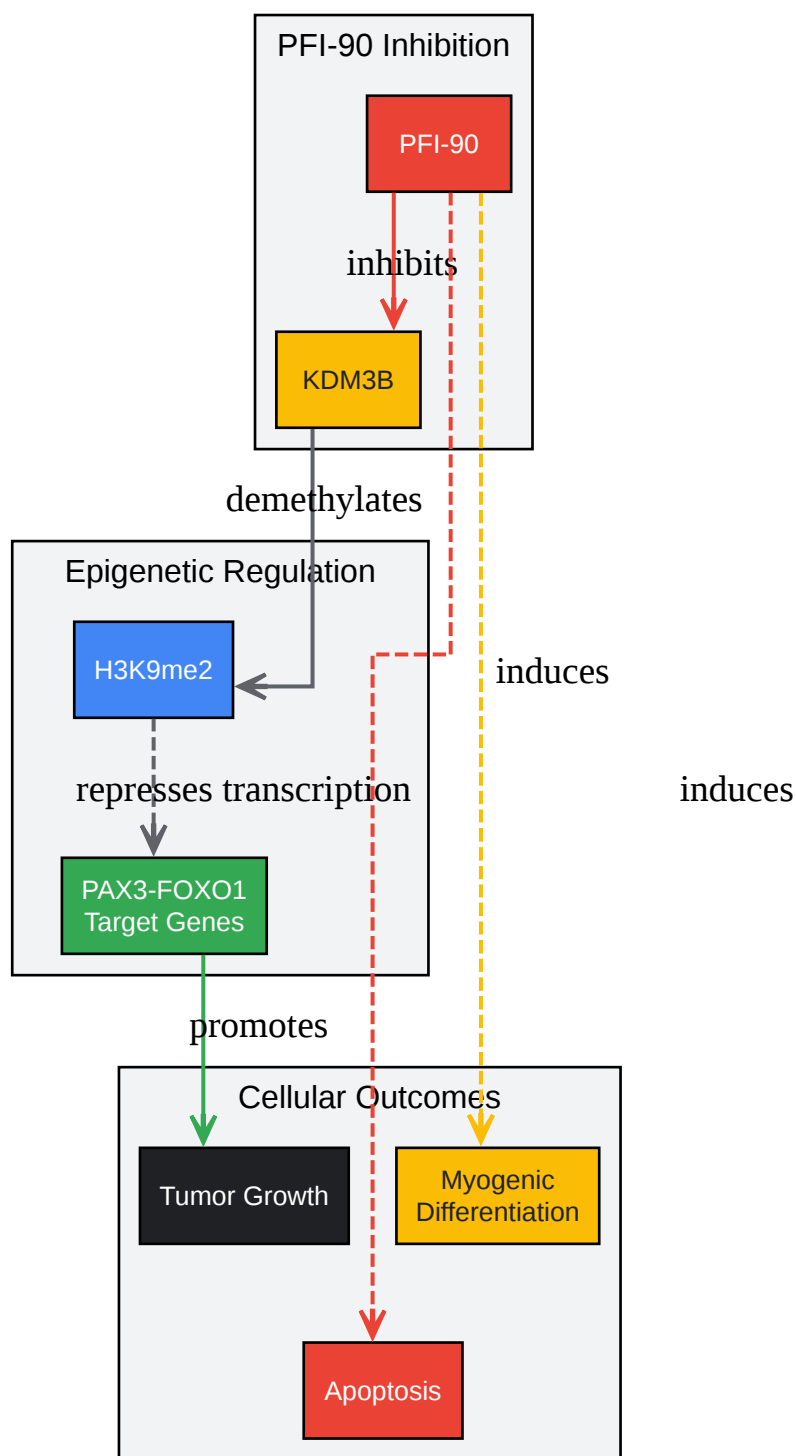 PFI-90 Inhibition
PFI-90
inhibits
KDM3B
demethylates
Epigenetic Regulation
H3K9me2
induces
represses transcription
induces
PAX3-FOXO1
Target Genes
promotes
Cellular Outcomes
Tumor Growth
Myogenic
Differentiation
Apoptosis